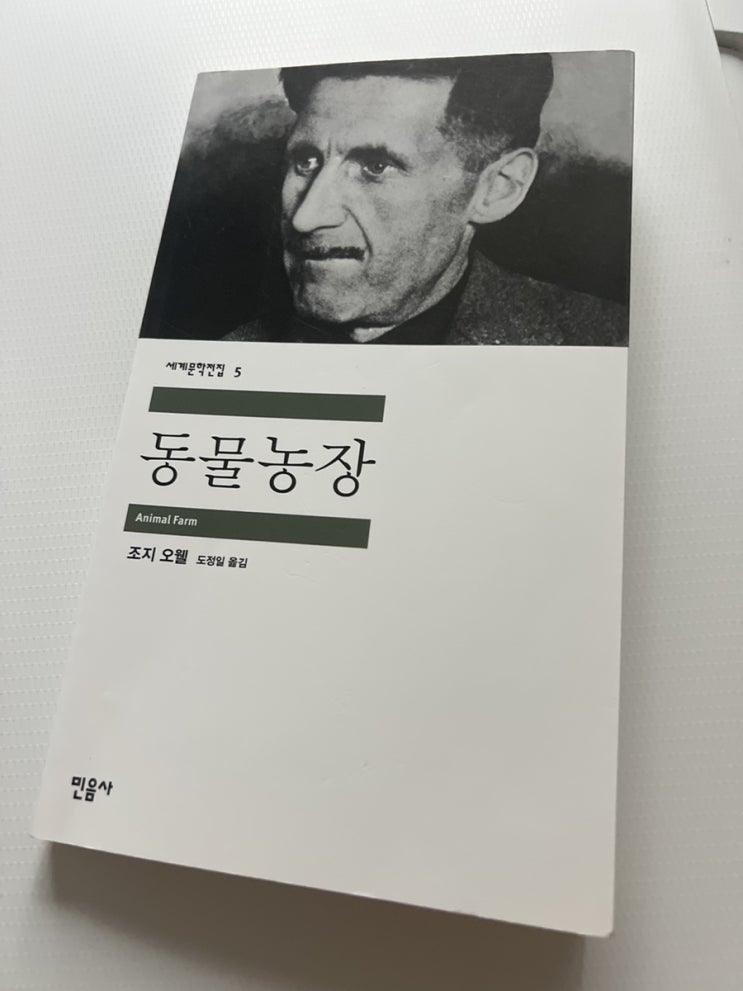 세계문학전집 5
동물농장
Animal Farm
조지 오웰 도정일 옮김
민음사